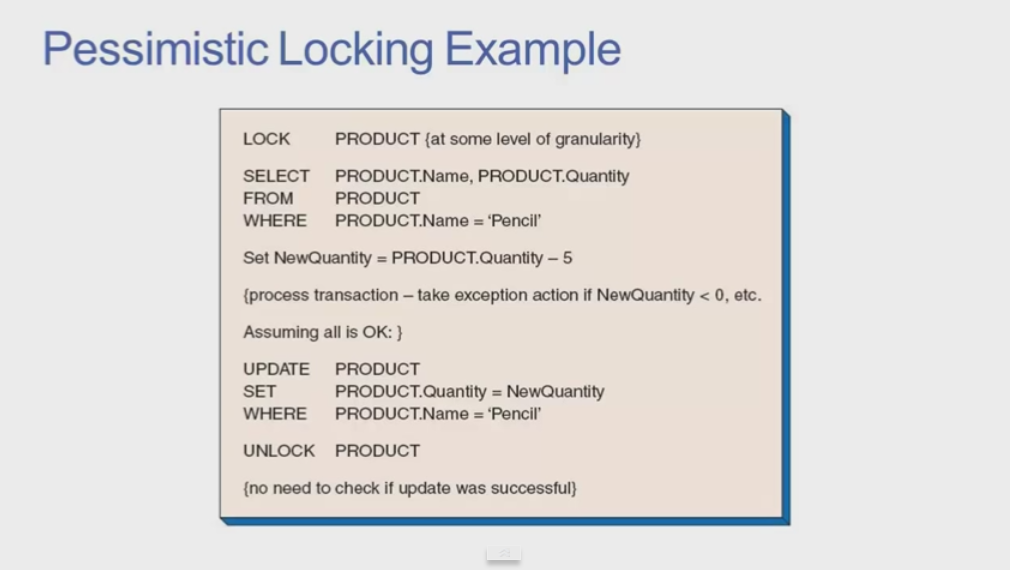 Pessimistic Locking Example
LOCK PRODUCT {at some level of granularity}
SELECT PRODUCT.Name, PRODUCT.Quantity
FROM PRODUCT
WHERE PRODUCT.Name = ‘Pencil’
Set NewQuantity = PRODUCT.Quantity – 5
{process transaction – take exception action if NewQuantity < 0, etc.
Assuming all is OK: }
UPDATE PRODUCT
SET PRODUCT.Quantity = NewQuantity
WHERE PRODUCT.Name = ‘Pencil’
UNLOCK PRODUCT
{no need to check if update was successful}